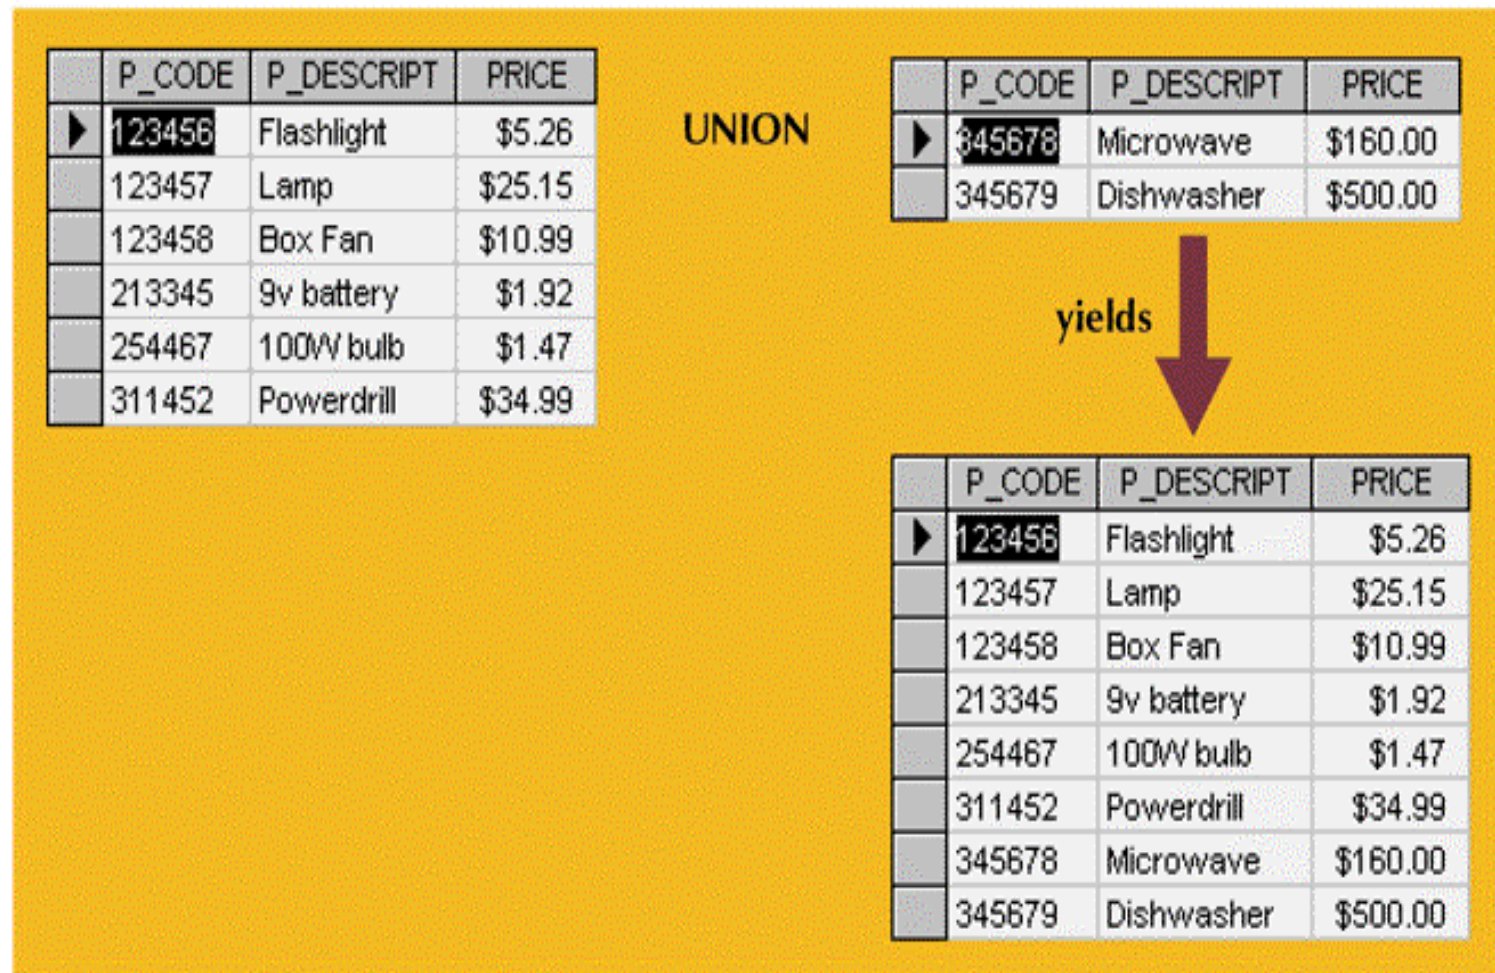 P_CODE P_DESCRIPT PRICE
123456 Flashlight $5.26
123457 Lamp $25.15
123458 Box Fan $10.99
213345 9v battery $1.92
254467 100W bulb $1.47
311452 Powerdrill $34.99
UNION
P_CODE P_DESCRIPT PRICE
345678 Microwave $160.00
345679 Dishwasher $500.00
yields
P_CODE P_DESCRIPT PRICE
123456 Flashlight $5.26
123457 Lamp $25.15
123458 Box Fan $10.99
213345 9v battery $1.92
254467 100W bulb $1.47
311452 Powerdrill $34.99
345678 Microwave $160.00
345679 Dishwasher $500.00